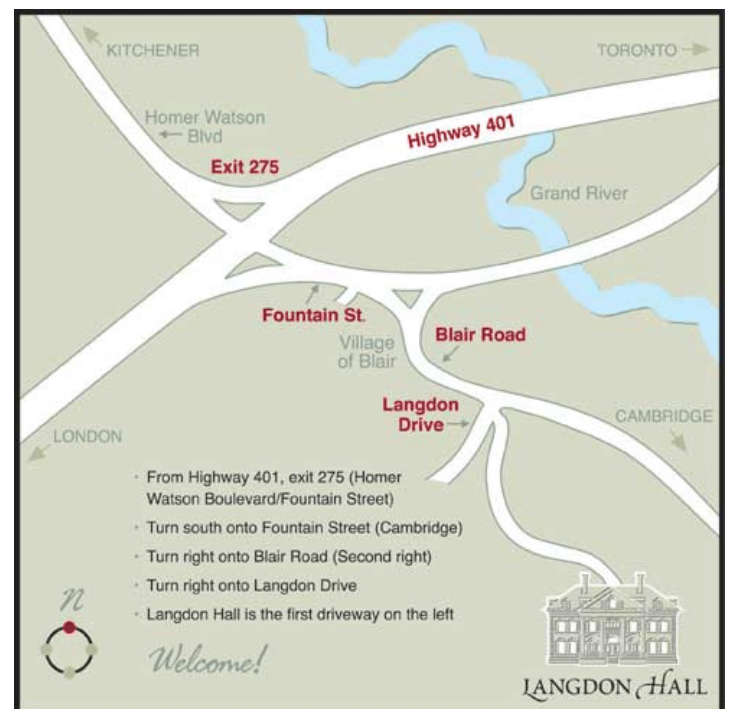 KITCHENER
TORONTO
Homer Watson
Blvd
Highway 401
Exit 275
Grand River
Fountain St.
Village
of Blair
Blair Road
Langdon
Drive
CAMBRIDGE
LONDON
· From Highway 401, exit 275 (Homer
Watson Boulevard/Fountain Street)
· Turn south onto Fountain Street (Cambridge)
· Turn right onto Blair Road (Second right)
· Turn right onto Langdon Drive
· Langdon Hall is the first driveway on the left
N
Welcome!
LANGDON HALL